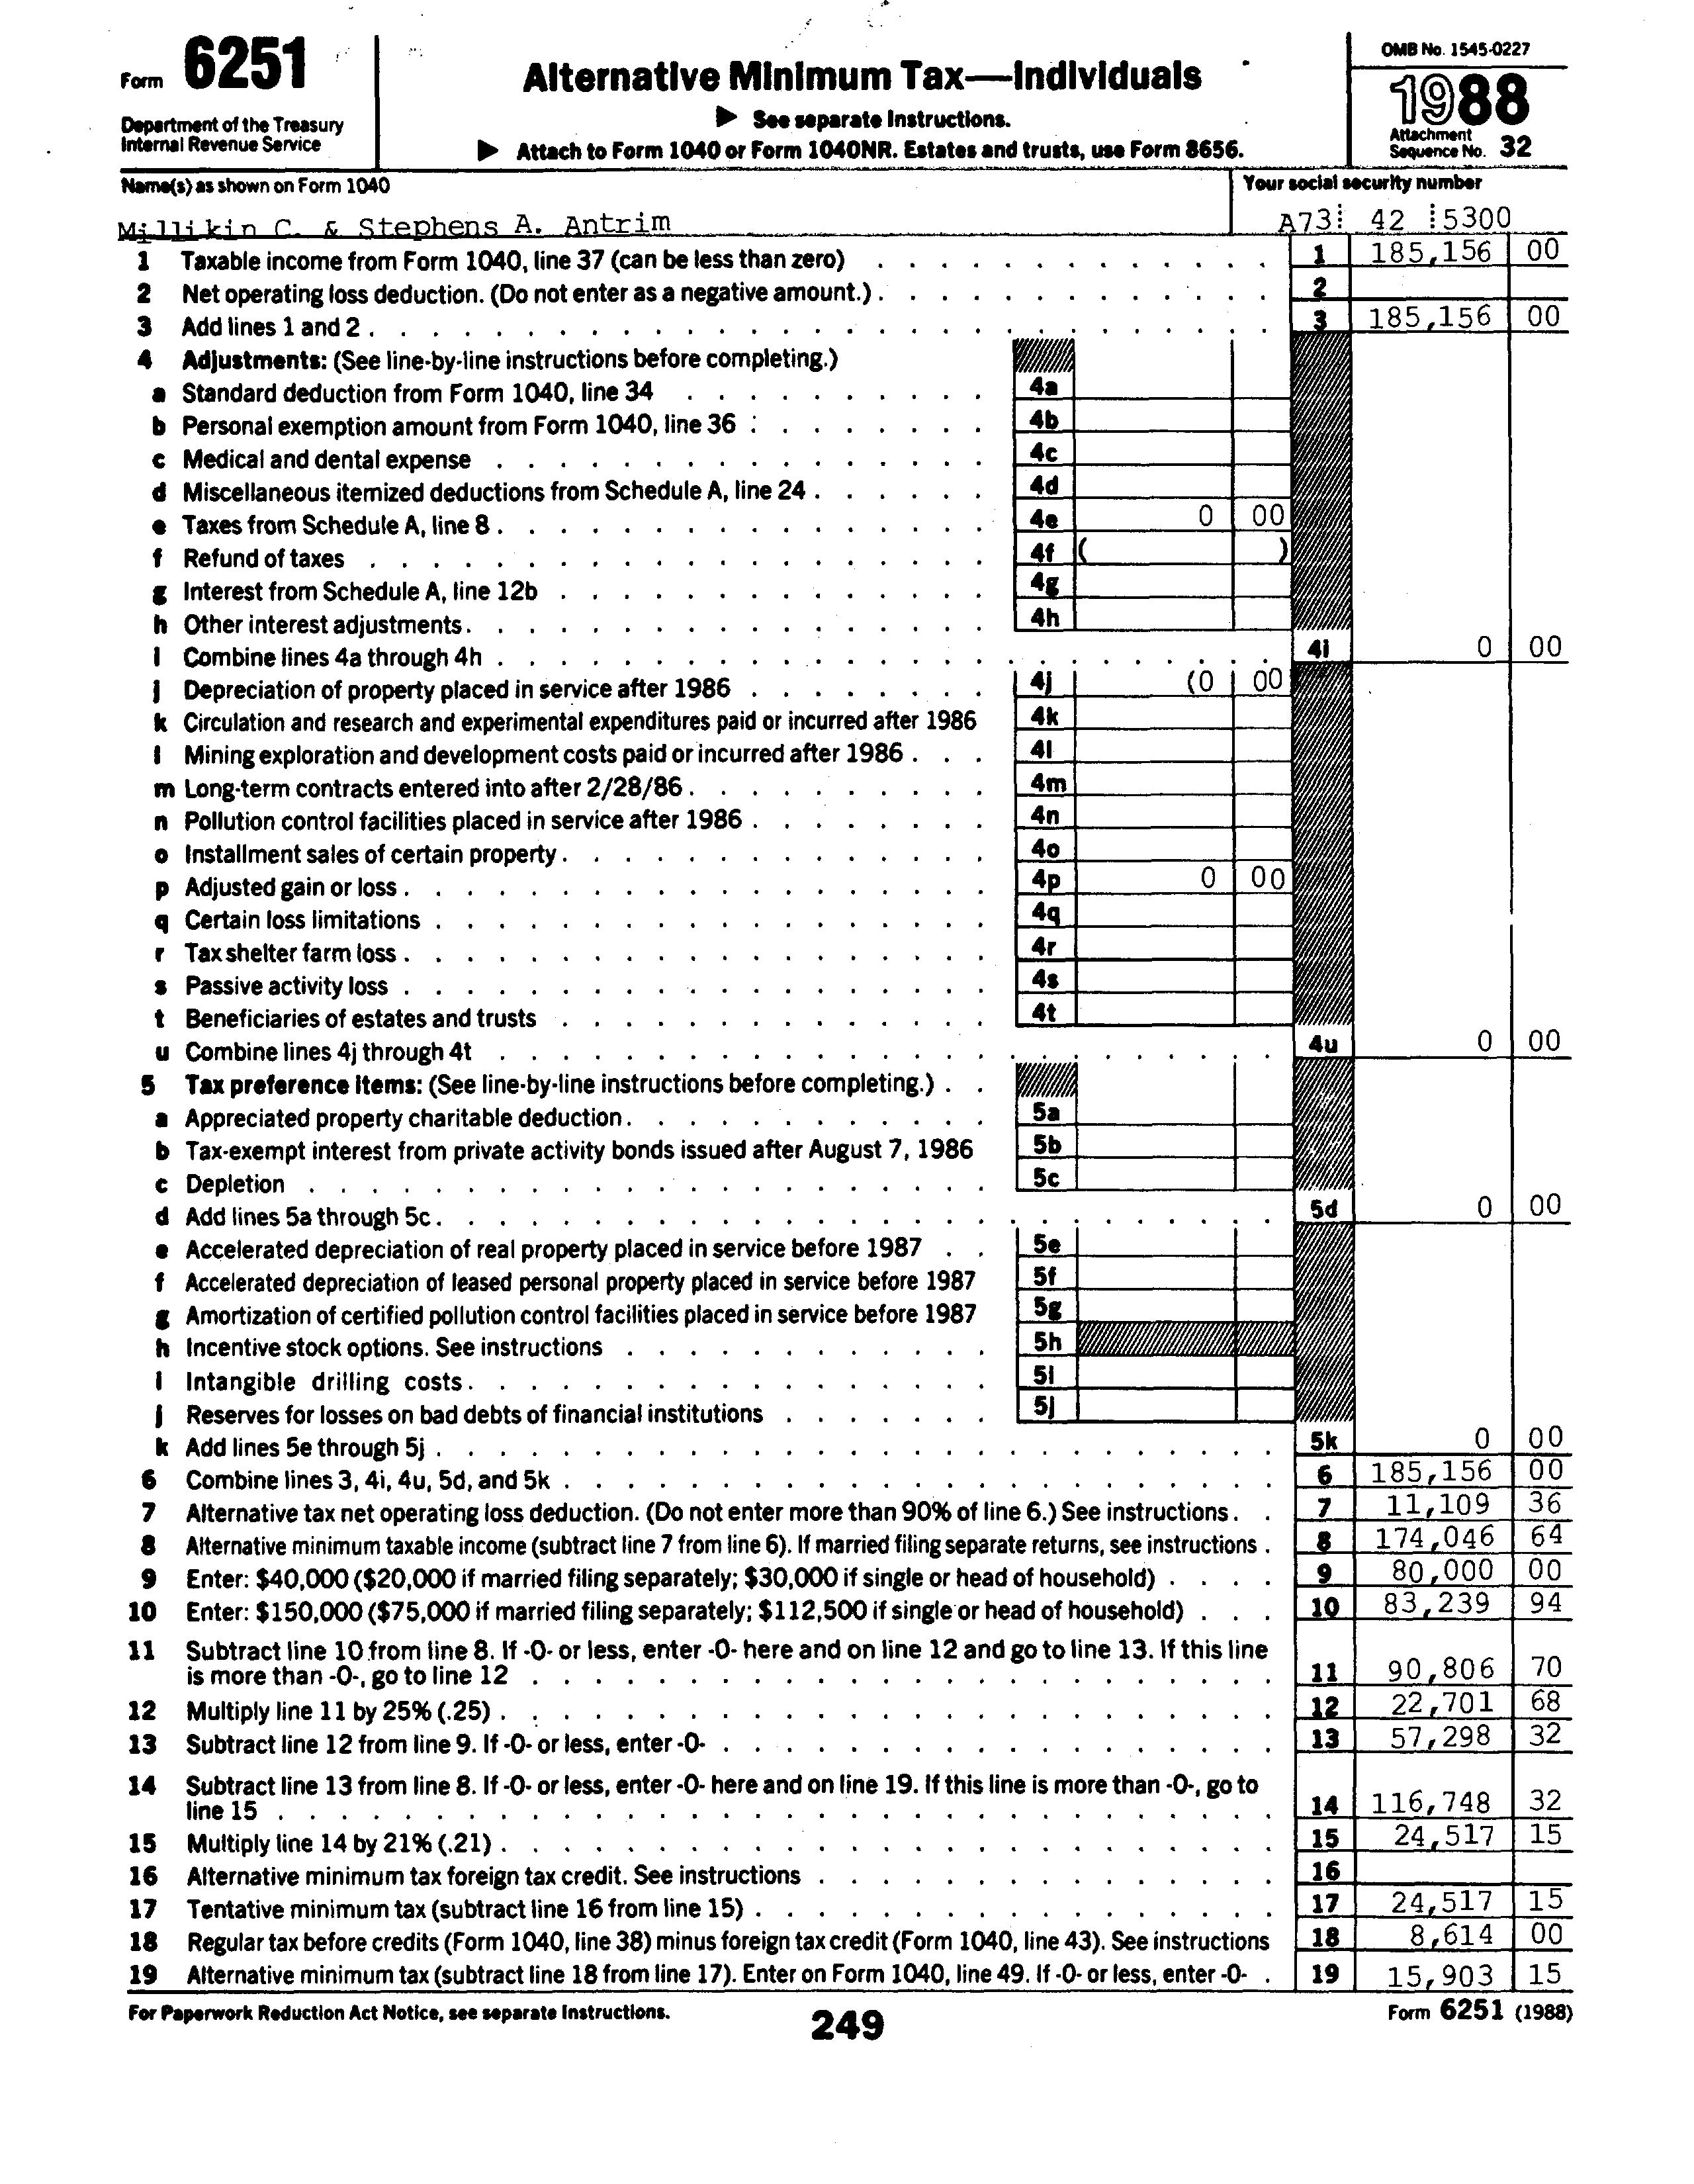 Form 6251
Department of the Treasury
Internal Revenue Service
Alternative Minimum Tax—Individuals
▶ See separate Instructions.
▶ Attach to Form 1040 or Form 1040NR. Estates and trusts, use Form 8656.
OMB No. 1545-0227
1988
Attachment
Sequence No. 32
Name(s) as shown on Form 1040
Your social security number
Millikin C. & Stephens A. Antrim A73 42 5300
1 Taxable income from Form 1040, line 37 (can be less than zero) 1 185,156 00
2 Net operating loss deduction. (Do not enter as a negative amount.) 2
3 Add lines 1 and 2 3 185,156 00
4 Adjustments: (See line-by-line instructions before completing.)
a Standard deduction from Form 1040, line 34 4a
b Personal exemption amount from Form 1040, line 36 4b
c Medical and dental expense 4c
d Miscellaneous itemized deductions from Schedule A, line 24 4d
e Taxes from Schedule A, line 8 4e 0 00
f Refund of taxes 4f ( )
g Interest from Schedule A, line 12b 4g
h Other interest adjustments 4h
i Combine lines 4a through 4h 4i 0 00
j Depreciation of property placed in service after 1986 4j (0 00
k Circulation and research and experimental expenditures paid or incurred after 1986 4k
l Mining exploration and development costs paid or incurred after 1986 4l
m Long-term contracts entered into after 2/28/86 4m
n Pollution control facilities placed in service after 1986 4n
o Installment sales of certain property 4o
p Adjusted gain or loss 4p 0 00
q Certain loss limitations 4q
r Tax shelter farm loss 4r
s Passive activity loss 4s
t Beneficiaries of estates and trusts 4t
u Combine lines 4j through 4t 4u 0 00
5 Tax preference items: (See line-by-line instructions before completing.)
a Appreciated property charitable deduction 5a
b Tax-exempt interest from private activity bonds issued after August 7, 1986 5b
c Depletion 5c
d Add lines 5a through 5c 5d 0 00
e Accelerated depreciation of real property placed in service before 1987 5e
f Accelerated depreciation of leased personal property placed in service before 1987 5f
g Amortization of certified pollution control facilities placed in service before 1987 5g
h Incentive stock options. See instructions 5h
i Intangible drilling costs 5i
j Reserves for losses on bad debts of financial institutions 5j
k Add lines 5e through 5j 5k 0 00
6 Combine lines 3, 4i, 4u, 5d, and 5k 6 185,156 00
7 Alternative tax net operating loss deduction. (Do not enter more than 90% of line 6.) See instructions 7 11,109 36
8 Alternative minimum taxable income (subtract line 7 from line 6). If married filing separate returns, see instructions 8 174,046 64
9 Enter: $40,000 ($20,000 if married filing separately; $30,000 if single or head of household) 9 80,000 00
10 Enter: $150,000 ($75,000 if married filing separately; $112,500 if single or head of household) 10 83,239 94
11 Subtract line 10 from line 8. If -0- or less, enter -0- here and on line 12 and go to line 13. If this line
is more than -0-, go to line 12 11 90,806 70
12 Multiply line 11 by 25% (.25) 12 22,701 68
13 Subtract line 12 from line 9. If -0- or less, enter -0- 13 57,298 32
14 Subtract line 13 from line 8. If -0- or less, enter -0- here and on line 19. If this line is more than -0-, go to
line 15 14 116,748 32
15 Multiply line 14 by 21% (.21) 15 24,517 15
16 Alternative minimum tax foreign tax credit. See instructions 16
17 Tentative minimum tax (subtract line 16 from line 15) 17 24,517 15
18 Regular tax before credits (Form 1040, line 38) minus foreign tax credit (Form 1040, line 43). See instructions 18 8,614 00
19 Alternative minimum tax (subtract line 18 from line 17). Enter on Form 1040, line 49. If -0- or less, enter -0- 19 15,903 15
For Paperwork Reduction Act Notice, see separate Instructions.
249
Form 6251 (1988)